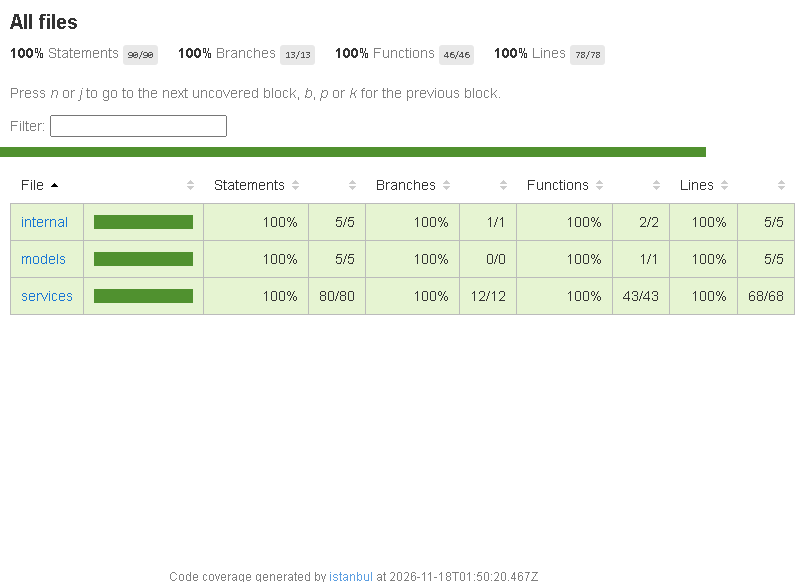 All files
100% Statements 90/90 100% Branches 13/13 100% Functions 46/46 100% Lines 78/78
Press n or j to go to the next uncovered block, b, p or k for the previous block.
Filter:
File Statements Branches Functions Lines
internal 100% 5/5 100% 1/1 100% 2/2 100% 5/5
models 100% 5/5 100% 0/0 100% 1/1 100% 5/5
services 100% 80/80 100% 12/12 100% 43/43 100% 68/68
Code coverage generated by istanbul at 2026-11-18T01:50:20.467Z